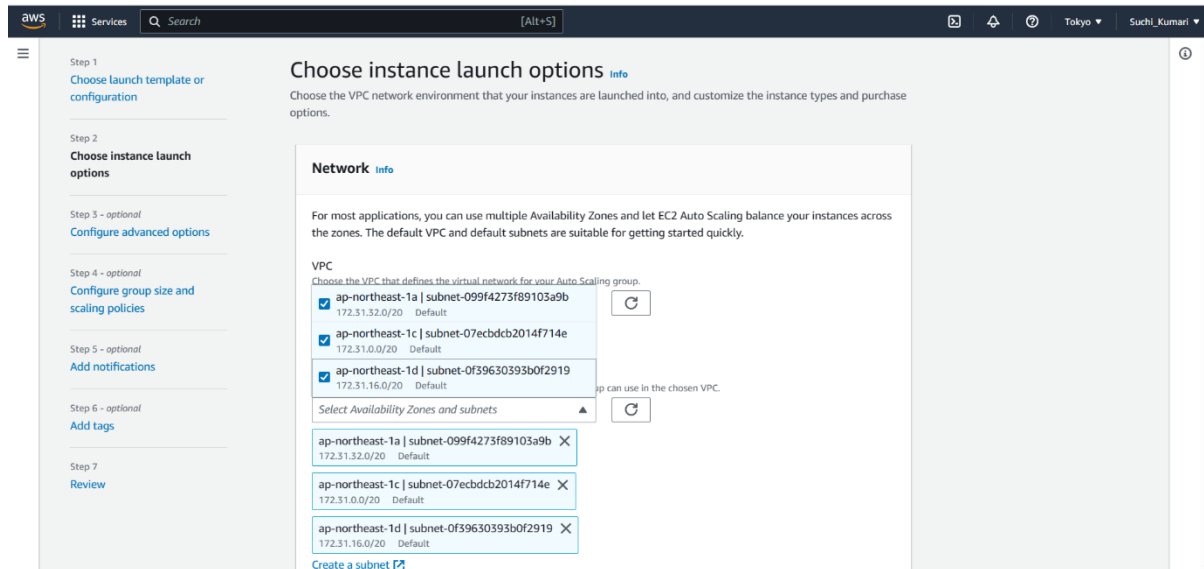 aws Services Search [Alt+S] Tokyo ▼ Suchi_Kumari ▼
Step 1
Choose launch template or
configuration
Step 2
Choose instance launch
options
Step 3 - optional
Configure advanced options
Step 4 - optional
Configure group size and
scaling policies
Step 5 - optional
Add notifications
Step 6 - optional
Add tags
Step 7
Review
Choose instance launch options Info
Choose the VPC network environment that your instances are launched into, and customize the instance types and purchase
options.
Network Info
For most applications, you can use multiple Availability Zones and let EC2 Auto Scaling balance your instances across
the zones. The default VPC and default subnets are suitable for getting started quickly.
VPC
Choose the VPC that defines the virtual network for your Auto Scaling group.
ap-northeast-1a | subnet-099f4273f89103a9b
172.31.32.0/20 Default
ap-northeast-1c | subnet-07ecbdcb2014f714e
172.31.0.0/20 Default
ap-northeast-1d | subnet-0f39630393b0f2919
172.31.16.0/20 Default
up can use in the chosen VPC.
Select Availability Zones and subnets
ap-northeast-1a | subnet-099f4273f89103a9b
172.31.32.0/20 Default
ap-northeast-1c | subnet-07ecbdcb2014f714e
172.31.0.0/20 Default
ap-northeast-1d | subnet-0f39630393b0f2919
172.31.16.0/20 Default
Create a subnet